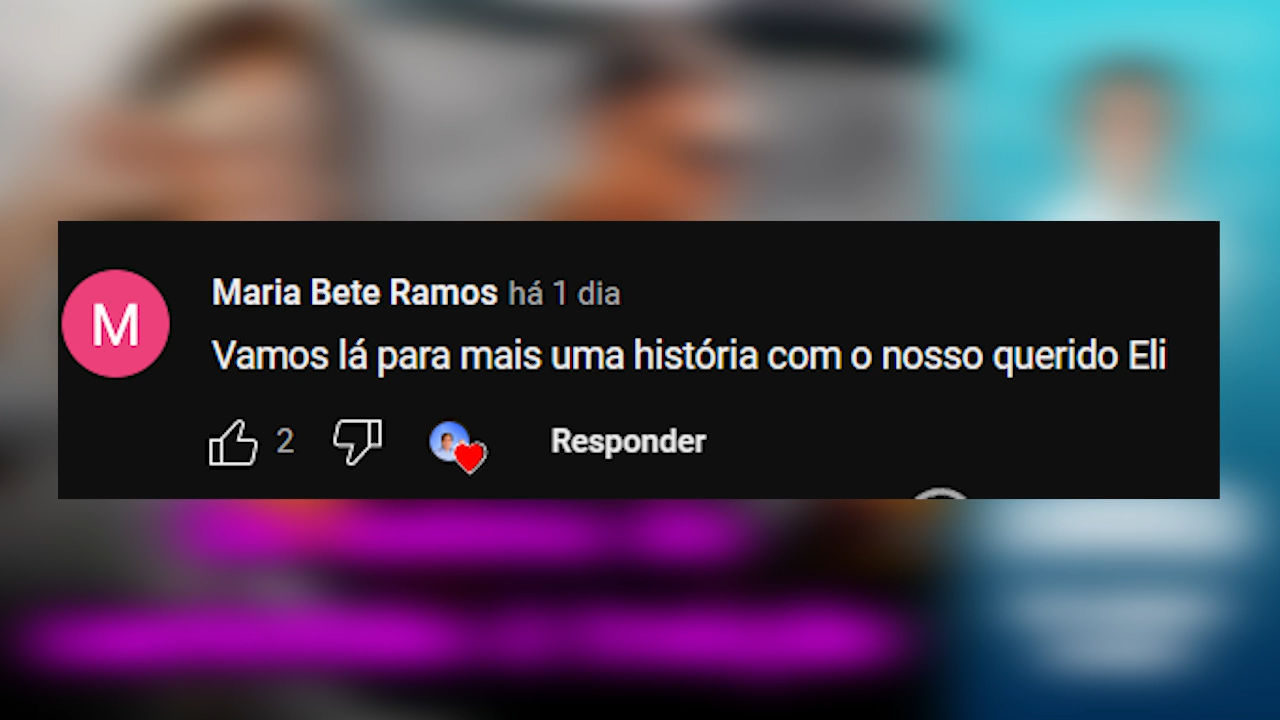 M
Maria Bete Ramos há 1 dia
Vamos lá para mais uma história com o nosso querido Eli
2
Responder